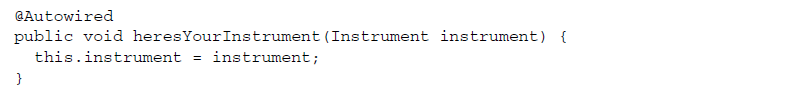 @Autowired
public void heresYourInstrument(Instrument instrument) {
  this.instrument = instrument;
}